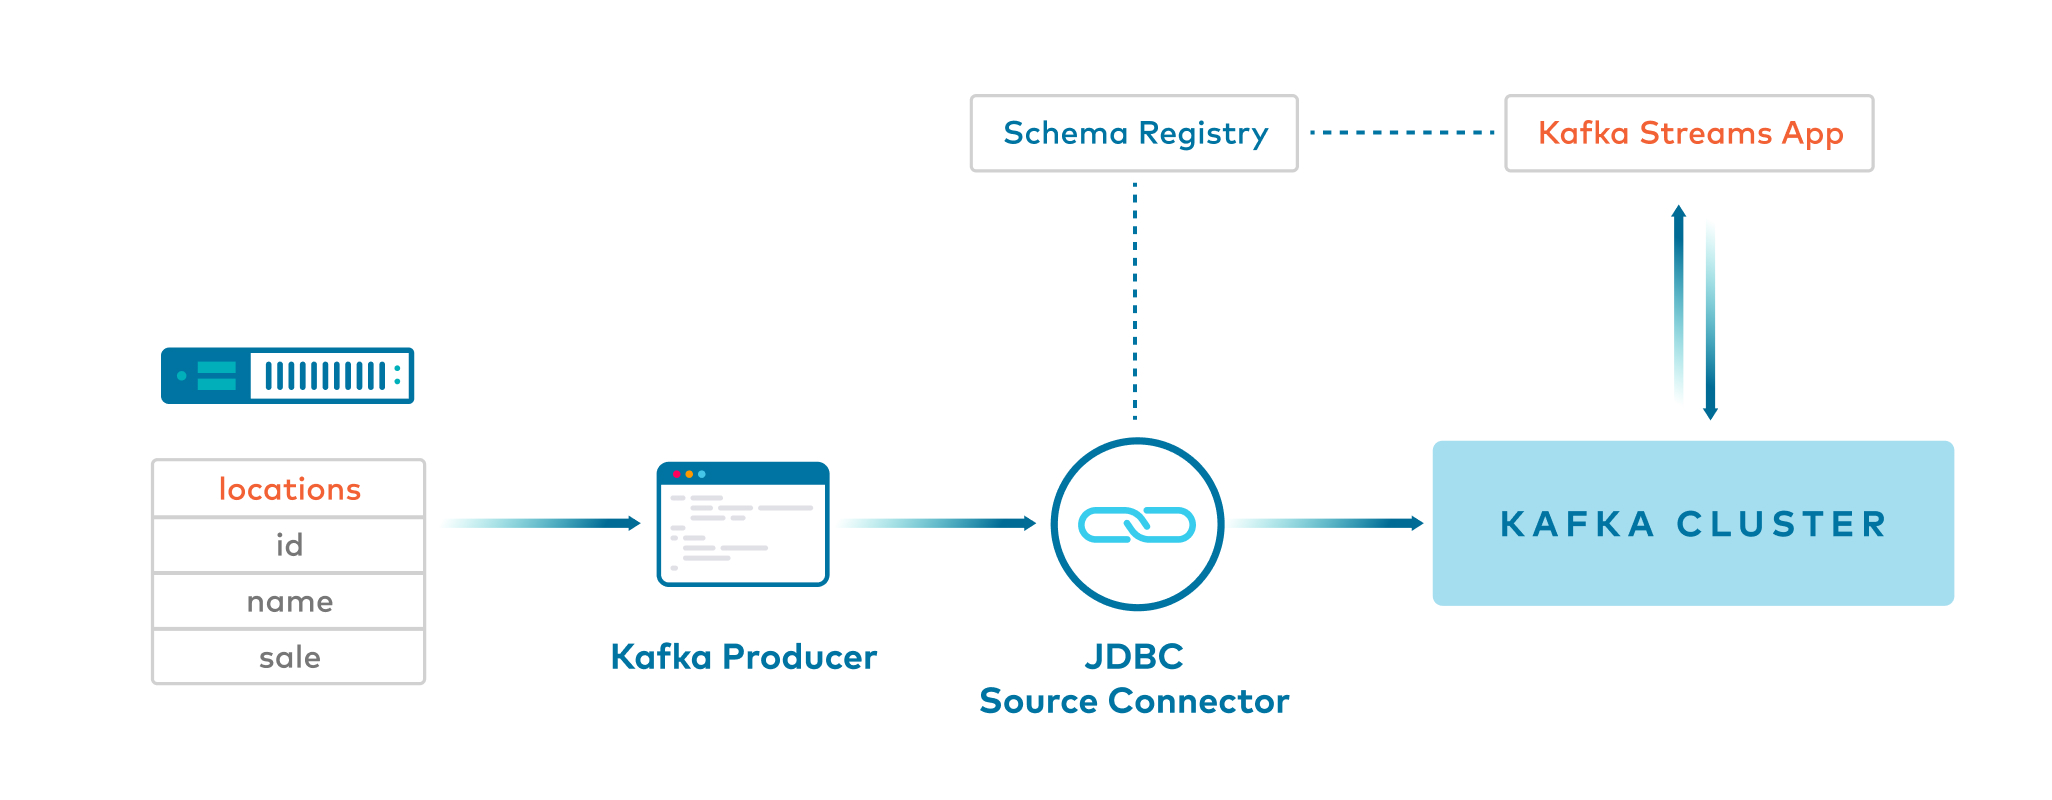 Schema Registry
Kafka Streams App
locations
id
name
sale
Kafka Producer
JDBC
Source Connector
KAFKA CLUSTER